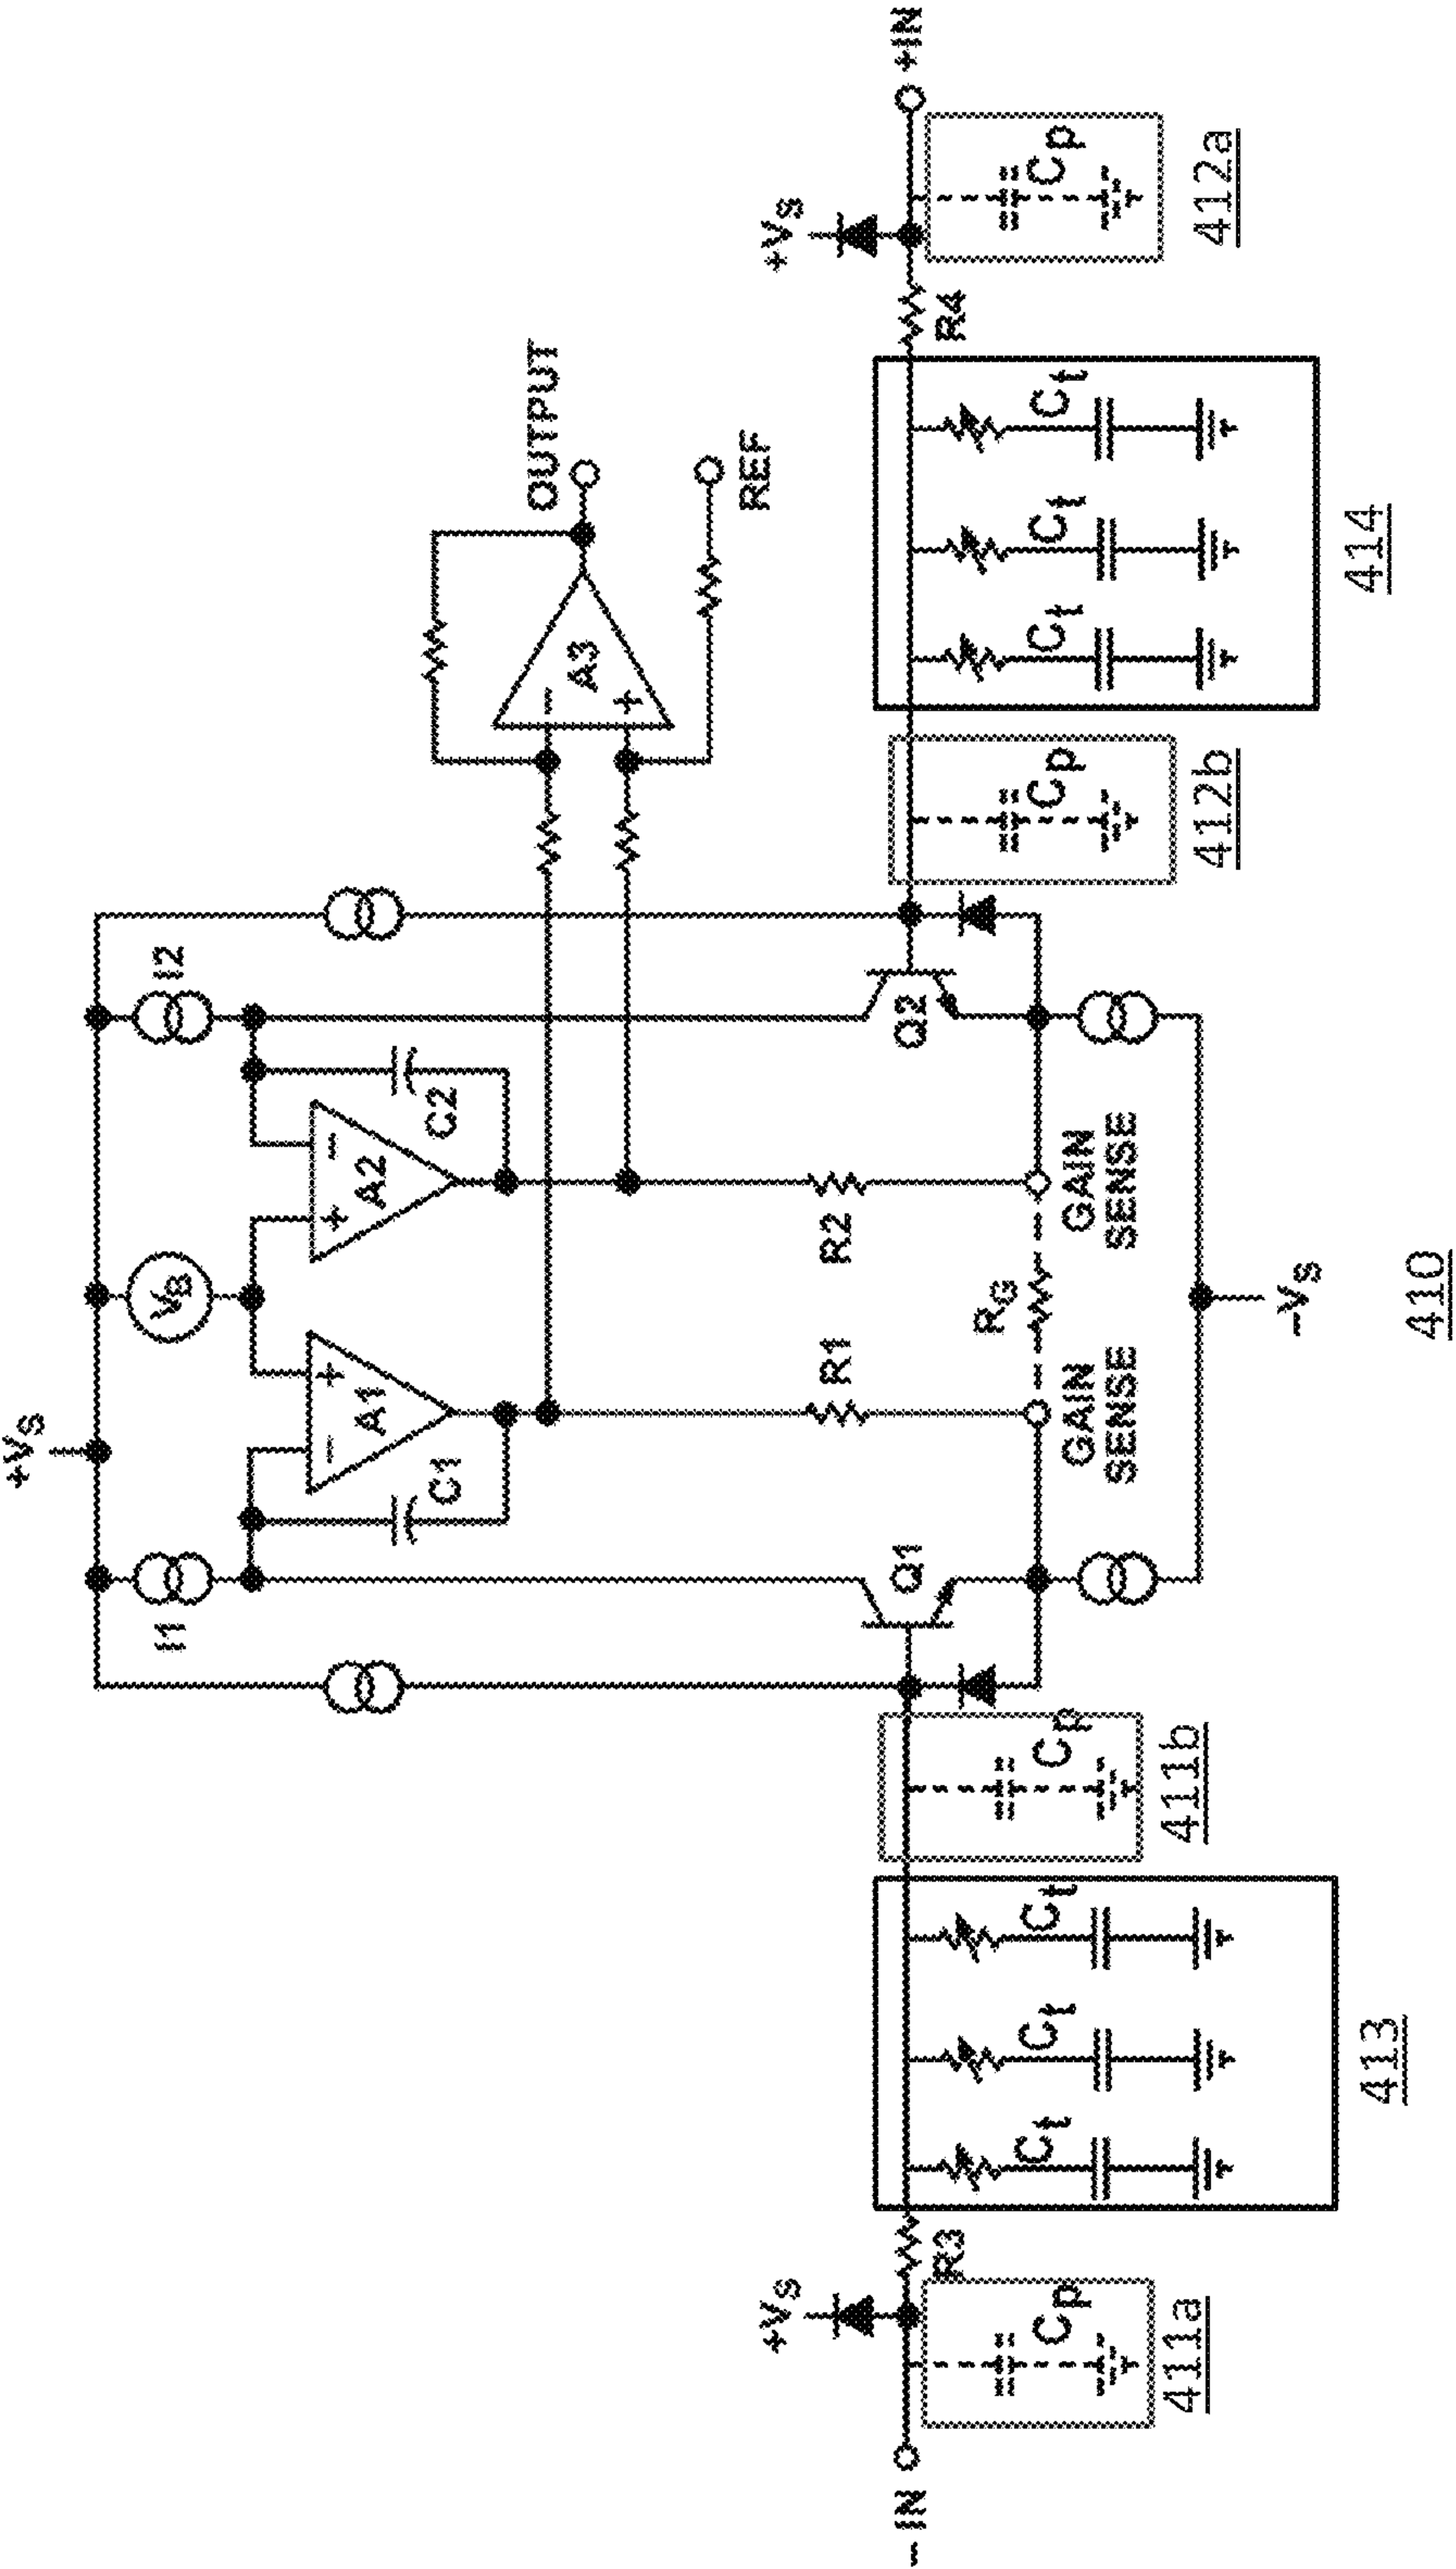 +VS
I1
VB
I2
A1
A2
C1
C2
OUTPUT
A3
−
+
REF
− +
+ −
R1
R2
+VS
+VS
− IN
R3
Q1
Q2
R4
+IN
Cp
Ct
Ct
Ct
Cp
RG
Cp
Ct
Ct
Ct
Cp
GAIN
SENSE
GAIN
SENSE
−VS
411a
413
411b
412b
414
412a
410